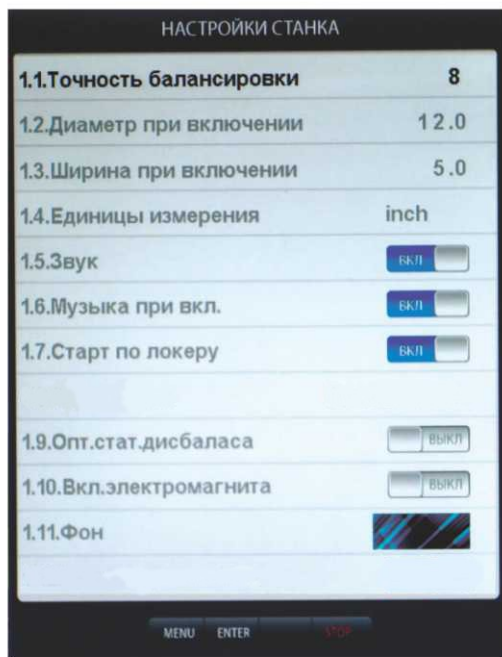 НАСТРОЙКИ СТАНКА
1.1.Точность балансировки 8
1.2.Диаметр при включении 12.0
1.3.Ширина при включении 5.0
1.4.Единицы измерения inch
1.5.Звук ВКЛ
1.6.Музыка при вкл. ВКЛ
1.7.Старт по локеру ВКЛ
1.9.Опт.стат.дисбаласа ВЫКЛ
1.10.Вкл.электромагнита ВЫКЛ
1.11.Фон
MENU ENTER STOP